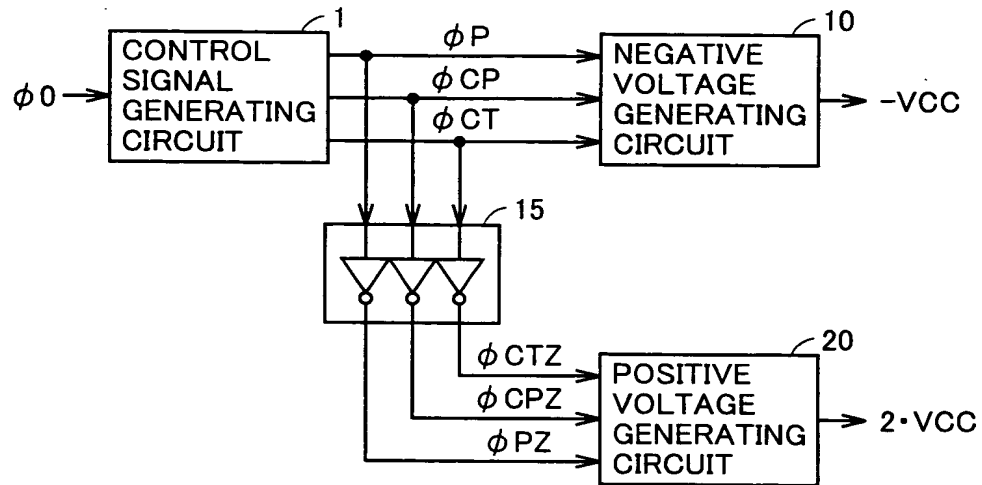 1
CONTROL
SIGNAL
GENERATING
CIRCUIT
φ0
φP
φCP
φCT
10
NEGATIVE
VOLTAGE
GENERATING
CIRCUIT
-VCC
15
φCTZ
φCPZ
φPZ
20
POSITIVE
VOLTAGE
GENERATING
CIRCUIT
2·VCC